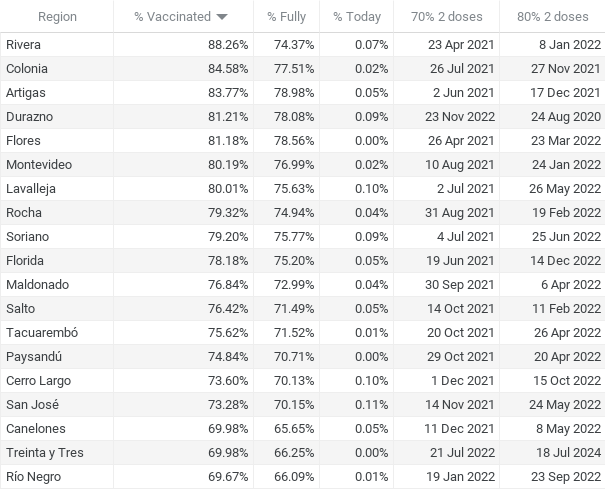 Region % Vaccinated % Fully % Today 70% 2 doses 80% 2 doses
Rivera 88.26% 74.37% 0.07% 23 Apr 2021 8 Jan 2022
Colonia 84.58% 77.51% 0.02% 26 Jul 2021 27 Nov 2021
Artigas 83.77% 78.98% 0.05% 2 Jun 2021 17 Dec 2021
Durazno 81.21% 78.08% 0.09% 23 Nov 2022 24 Aug 2020
Flores 81.18% 78.56% 0.00% 26 Apr 2021 23 Mar 2022
Montevideo 80.19% 76.99% 0.02% 10 Aug 2021 24 Jan 2022
Lavalleja 80.01% 75.63% 0.10% 2 Jul 2021 26 May 2022
Rocha 79.32% 74.94% 0.04% 31 Aug 2021 19 Feb 2022
Soriano 79.20% 75.77% 0.09% 4 Jul 2021 25 Jun 2022
Florida 78.18% 75.20% 0.05% 19 Jun 2021 14 Dec 2022
Maldonado 76.84% 72.99% 0.04% 30 Sep 2021 6 Apr 2022
Salto 76.42% 71.49% 0.05% 14 Oct 2021 11 Feb 2022
Tacuarembó 75.62% 71.52% 0.01% 20 Oct 2021 26 Apr 2022
Paysandú 74.84% 70.71% 0.00% 29 Oct 2021 20 Apr 2022
Cerro Largo 73.60% 70.13% 0.10% 1 Dec 2021 15 Oct 2022
San José 73.28% 70.15% 0.11% 14 Nov 2021 24 May 2022
Canelones 69.98% 65.65% 0.05% 11 Dec 2021 8 May 2022
Treinta y Tres 69.98% 66.25% 0.00% 21 Jul 2022 18 Jul 2024
Río Negro 69.67% 66.09% 0.01% 19 Jan 2022 23 Sep 2022